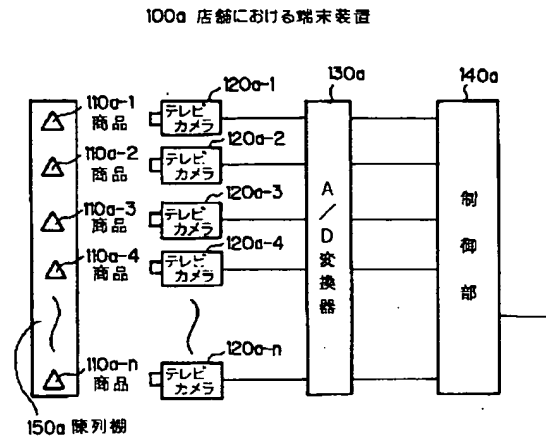 100a 店舗における端末装置
130a
140a
110a-1
商品
120a-1
テレビ
カメラ
110a-2
商品
120a-2
テレビ
カメラ
110a-3
商品
120a-3
テレビ
カメラ
110a-4
商品
120a-4
テレビ
カメラ
110a-n
商品
120a-n
テレビ
カメラ
A/D変換器
制御部
150a 陳列棚